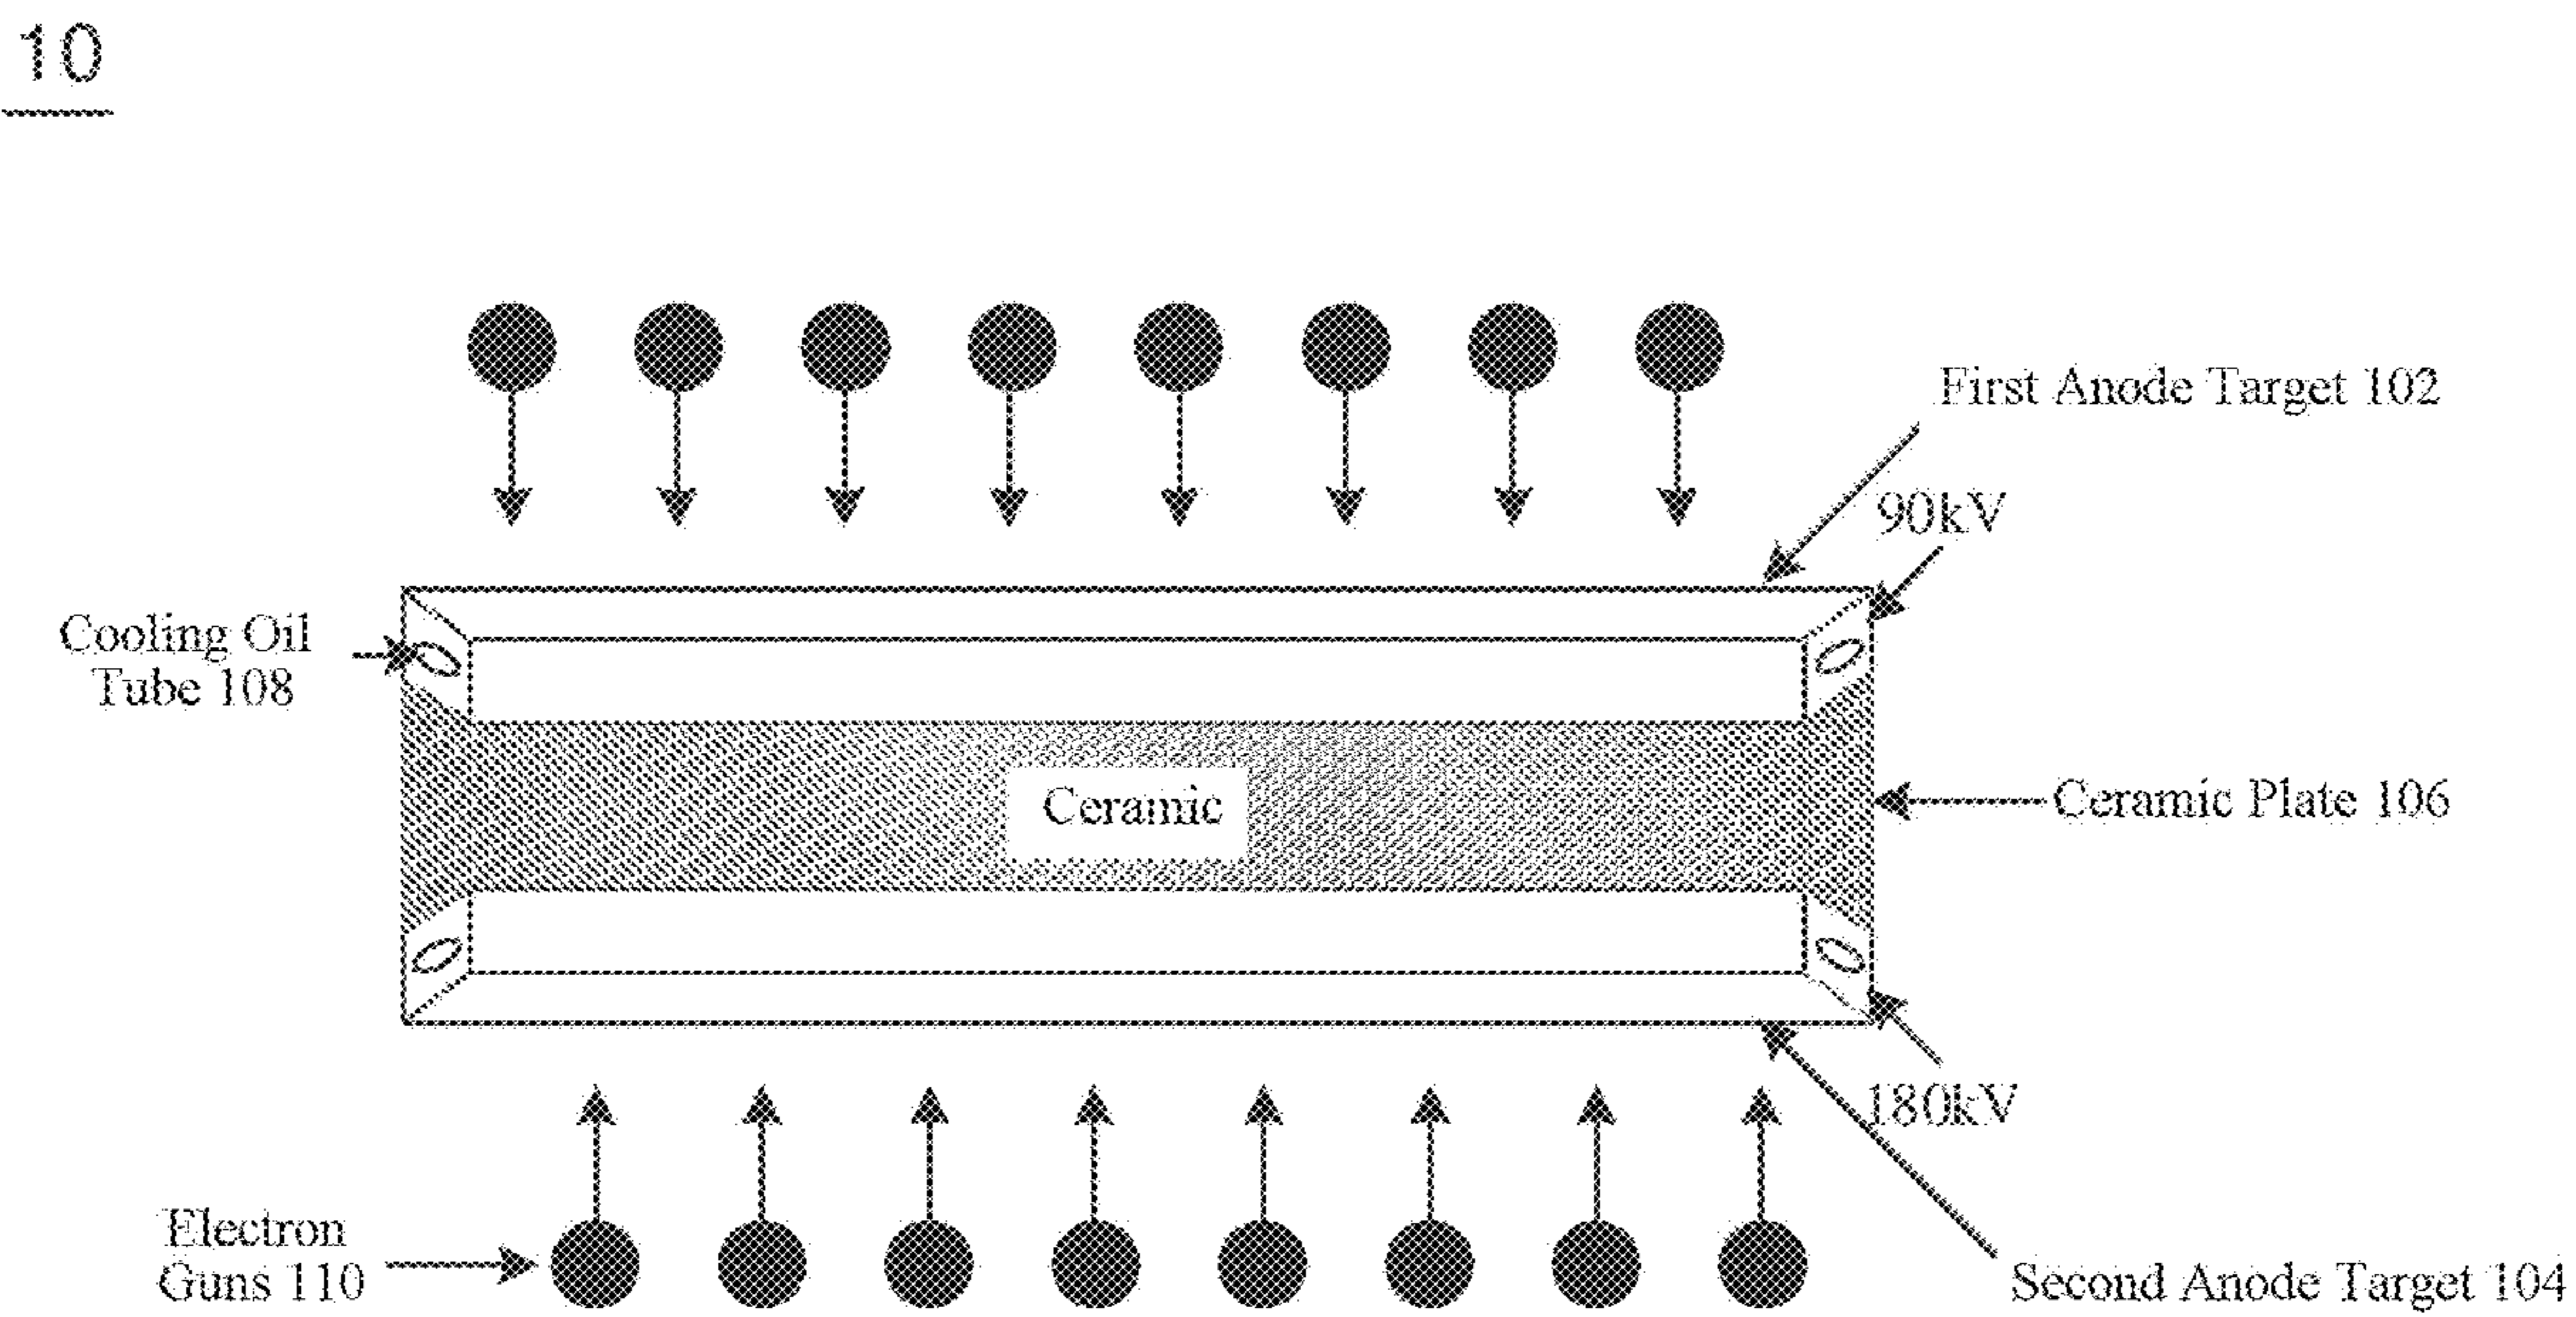 10
First Anode Target 102
90kV
Cooling Oil
Tube 108
Ceramic
Ceramic Plate 106
180kV
Electron
Guns 110
Second Anode Target 104